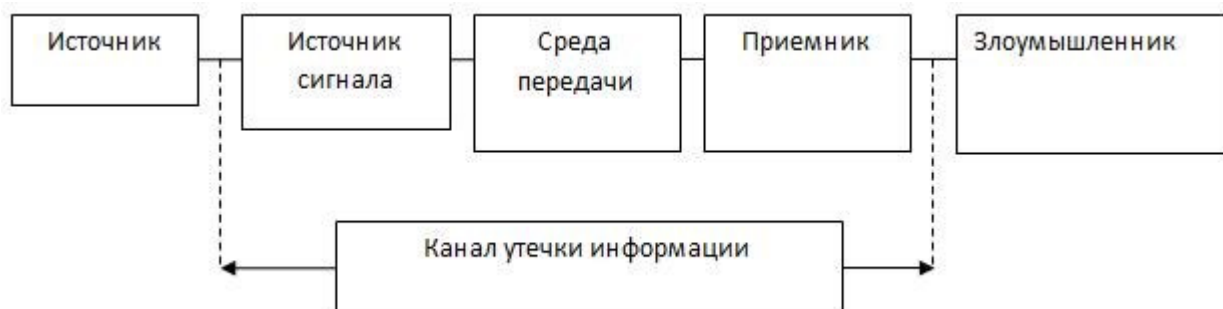 Источник
Источник
сигнала
Среда
передачи
Приемник
Злоумышленник
Канал утечки информации